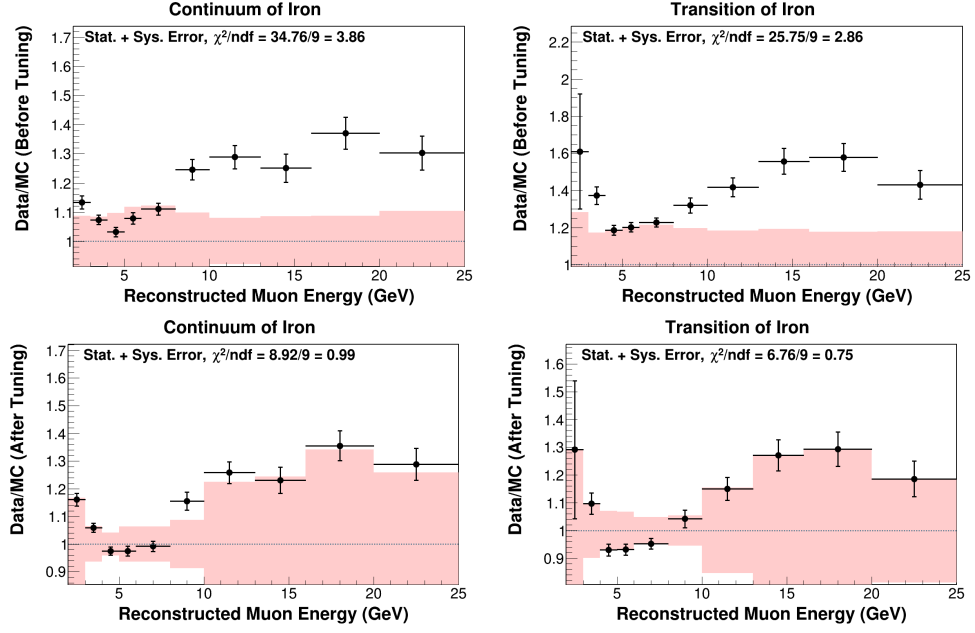 Continuum of Iron
Stat. + Sys. Error, χ²/ndf = 34.76/9 = 3.86
Data/MC (Before Tuning)
1.7
1.6
1.5
1.4
1.3
1.2
1.1
1
5 10 15 20 25
Reconstructed Muon Energy (GeV)
Transition of Iron
Stat. + Sys. Error, χ²/ndf = 25.75/9 = 2.86
Data/MC (Before Tuning)
2.2
2
1.8
1.6
1.4
1.2
1
5 10 15 20 25
Reconstructed Muon Energy (GeV)
Continuum of Iron
Stat. + Sys. Error, χ²/ndf = 8.92/9 = 0.99
Data/MC (After Tuning)
1.7
1.6
1.5
1.4
1.3
1.2
1.1
1
0.9
5 10 15 20 25
Reconstructed Muon Energy (GeV)
Transition of Iron
Stat. + Sys. Error, χ²/ndf = 6.76/9 = 0.75
Data/MC (After Tuning)
1.6
1.5
1.4
1.3
1.2
1.1
1
0.9
5 10 15 20 25
Reconstructed Muon Energy (GeV)